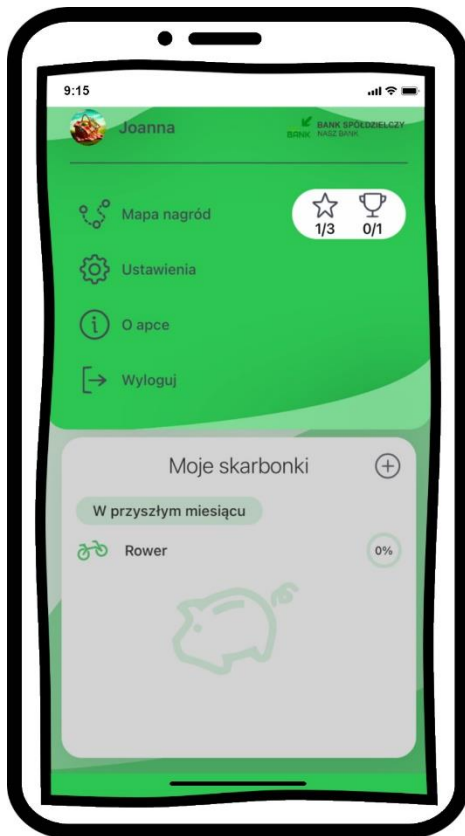 9:15
Joanna
BANK
BANK SPÓŁDZIELCZY
NASZ BANK
Mapa nagród
1/3 0/1
Ustawienia
O apce
Wyloguj
Moje skarbonki
W przyszłym miesiącu
Rower 0%